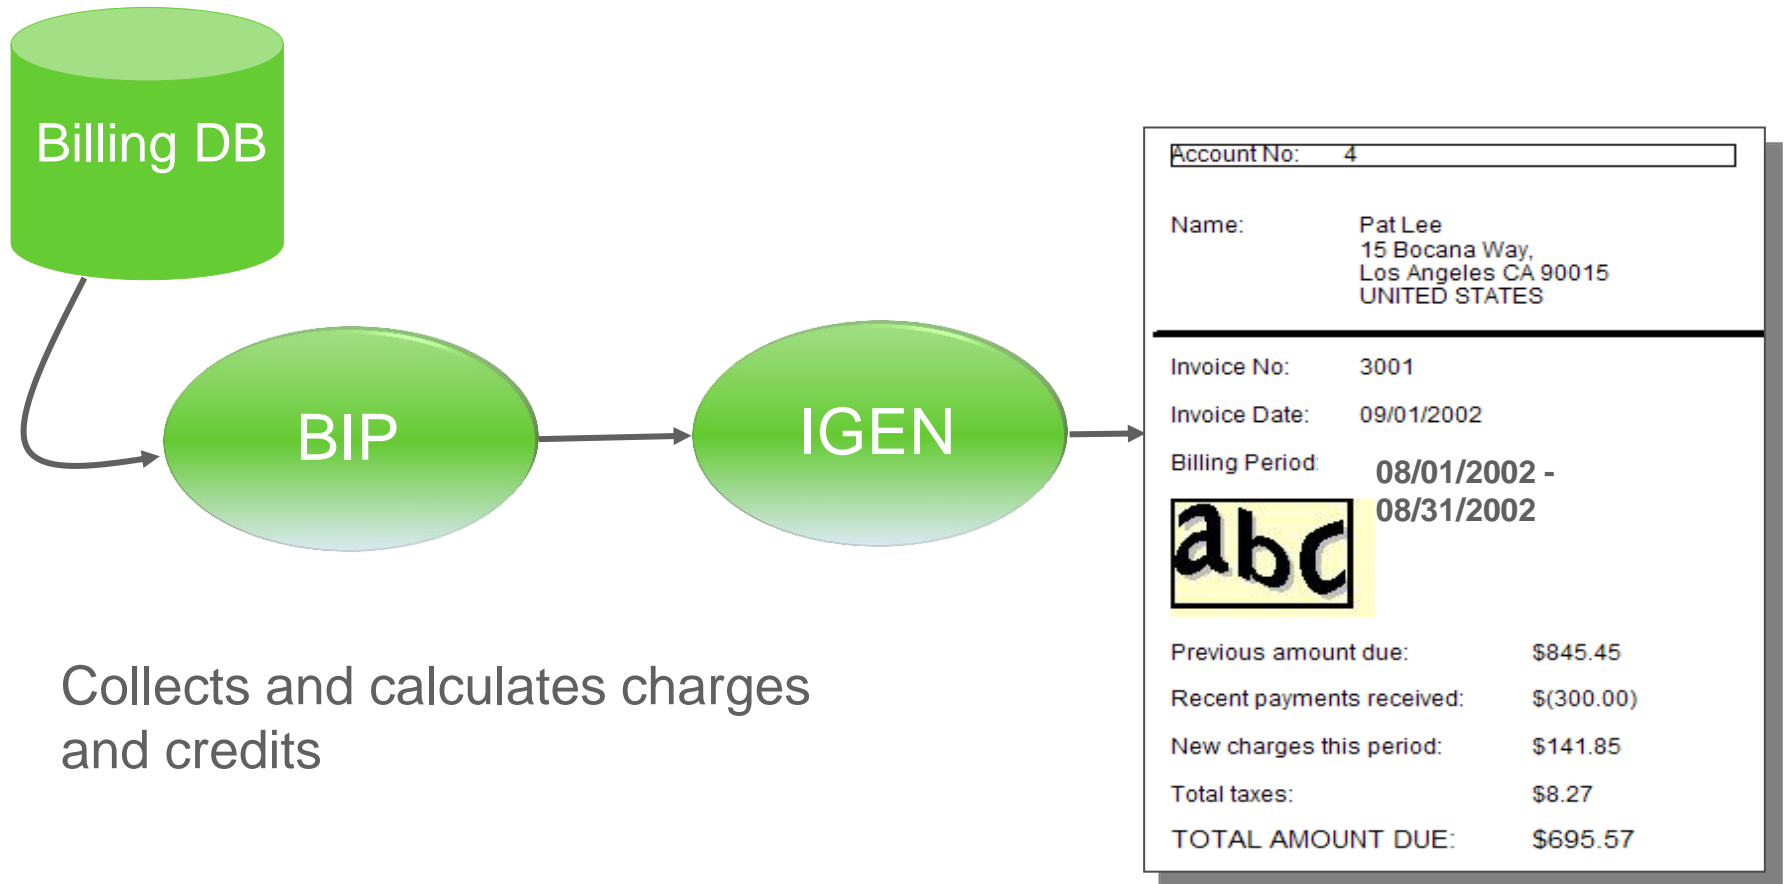 Billing DB
BIP
IGEN
Collects and calculates charges
and credits
Account No: 4
Name: Pat Lee
15 Bocana Way,
Los Angeles CA 90015
UNITED STATES
Invoice No: 3001
Invoice Date: 09/01/2002
Billing Period: 08/01/2002 -
08/31/2002
abc
Previous amount due: $845.45
Recent payments received: $(300.00)
New charges this period: $141.85
Total taxes: $8.27
TOTAL AMOUNT DUE: $695.57